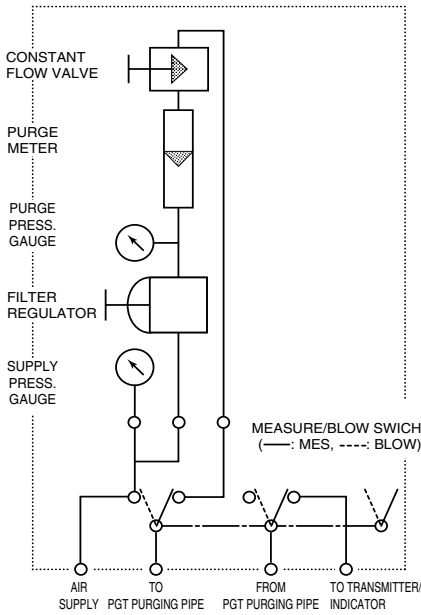 CONSTANT
FLOW VALVE
PURGE
METER
PURGE
PRESS.
GAUGE
FILTER
REGULATOR
SUPPLY
PRESS.
GAUGE
MEASURE/BLOW SWICH
(——: MES, ----: BLOW)
AIR
SUPPLY
TO
PGT PURGING PIPE
FROM
PGT PURGING PIPE
TO TRANSMITTER/
INDICATOR